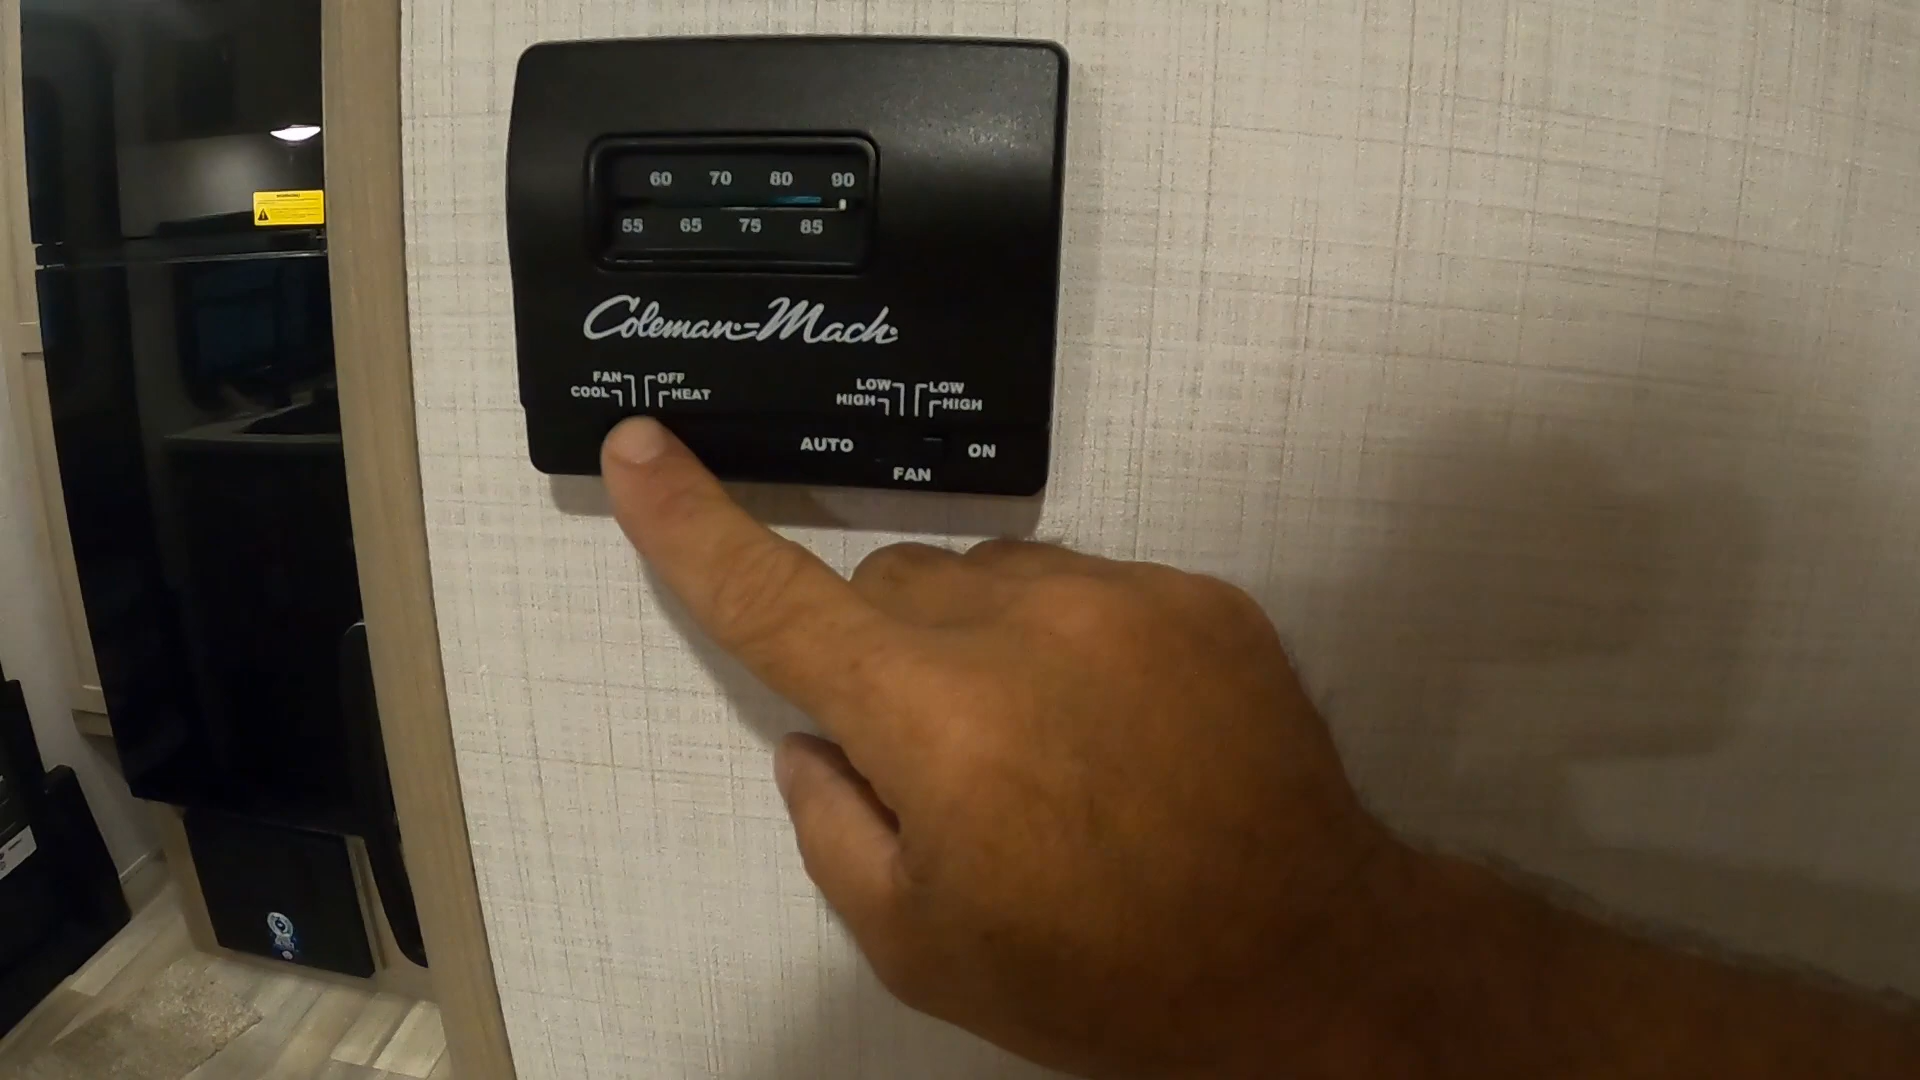 60 70 80 90
55 65 75 85
Coleman-Mach
FAN OFF
COOL HEAT
LOW LOW
HIGH HIGH
AUTO ON
FAN
WARNING